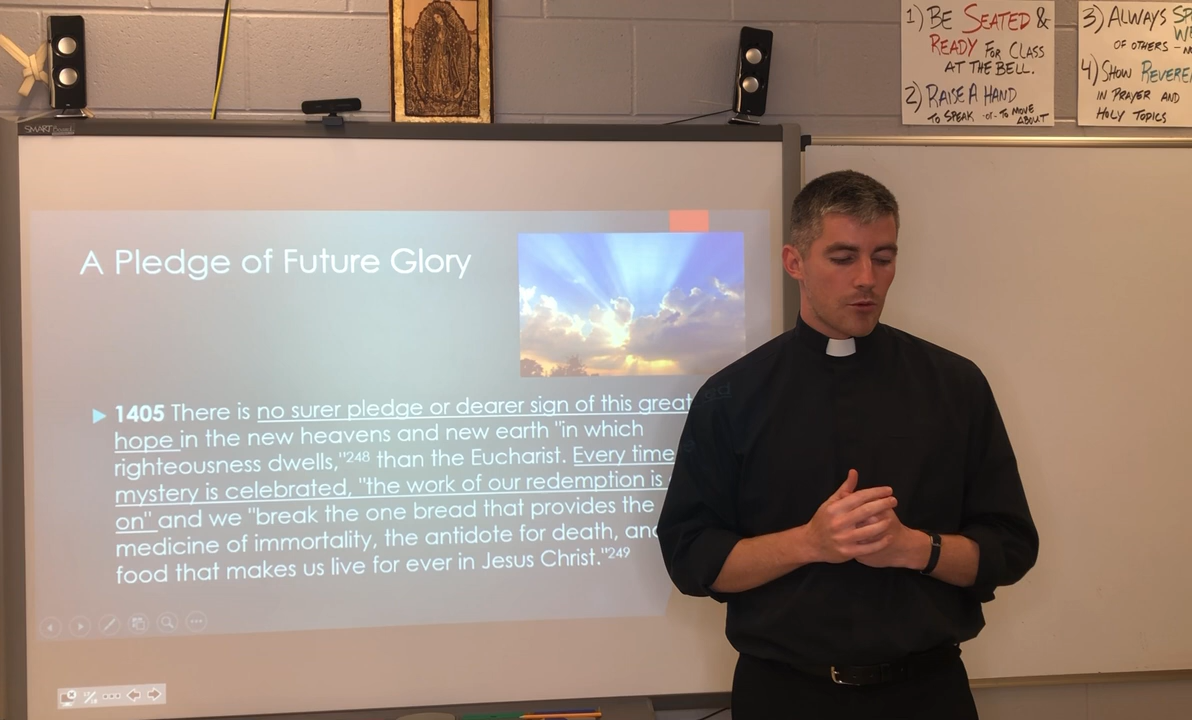 1) BE SEATED &
READY FOR CLASS
AT THE BELL.
2) RAISE A HAND
TO SPEAK -or- TO MOVE
ABOUT
3) ALWAYS
OF OTHERS -
4) SHOW
IN PRAYER AND
HOLY TOPICS
SMART Board
A Pledge of Future Glory
1405 There is no surer pledge or dearer sign of this great
hope in the new heavens and new earth "in which
righteousness dwells,"248 than the Eucharist. Every time
mystery is celebrated, "the work of our redemption is
on" and we "break the one bread that provides the
medicine of immortality, the antidote for death, and
food that makes us live for ever in Jesus Christ."249